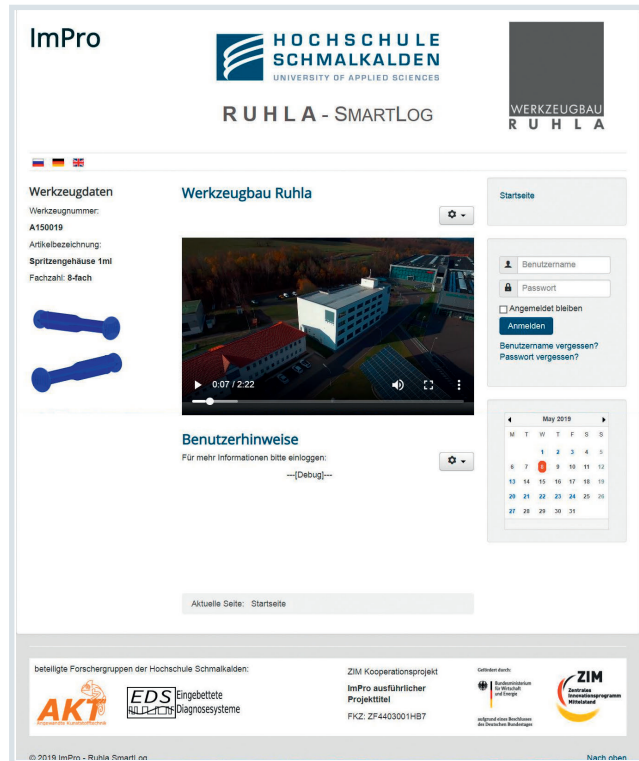 ImPro
HOCHSCHULE
SCHMALKALDEN
UNIVERSITY OF APPLIED SCIENCES
RUHLA - SMARTLOG
WERKZEUGBAU
RUHLA
Werkzeugdaten
Werkzeugnummer:
A150019
Artikelbezeichnung:
Spritzengehäuse 1ml
Fachzahl: 8-fach
Werkzeugbau Ruhla
0:07 / 2:22
Benutzerhinweise
Für mehr Informationen bitte einloggen:
---[Debug]---
Aktuelle Seite: Startseite
Startseite
Benutzername
Passwort
Angemeldet bleiben
Anmelden
Benutzername vergessen?
Passwort vergessen?
May 2019
M T W T F S S
1 2 3 4 5
6 7 8 9 10 11 12
13 14 15 16 17 18 19
20 21 22 23 24 25 26
27 28 29 30 31
beteiligte Forschergruppen der Hochschule Schmalkalden:
AKT
Angewandte Kunststofftechnik
EDS Eingebettete
Diagnosesysteme
ZIM Kooperationsprojekt
ImPro ausführlicher
Projekttitel
FKZ: ZF4403001HB7
Gefördert durch:
Bundesministerium
für Wirtschaft
und Energie
aufgrund eines Beschlusses
des Deutschen Bundestages
ZIM
Zentrales
Innovationsprogramm
Mittelstand
© 2019 ImPro - Ruhla SmartLog
Nach oben